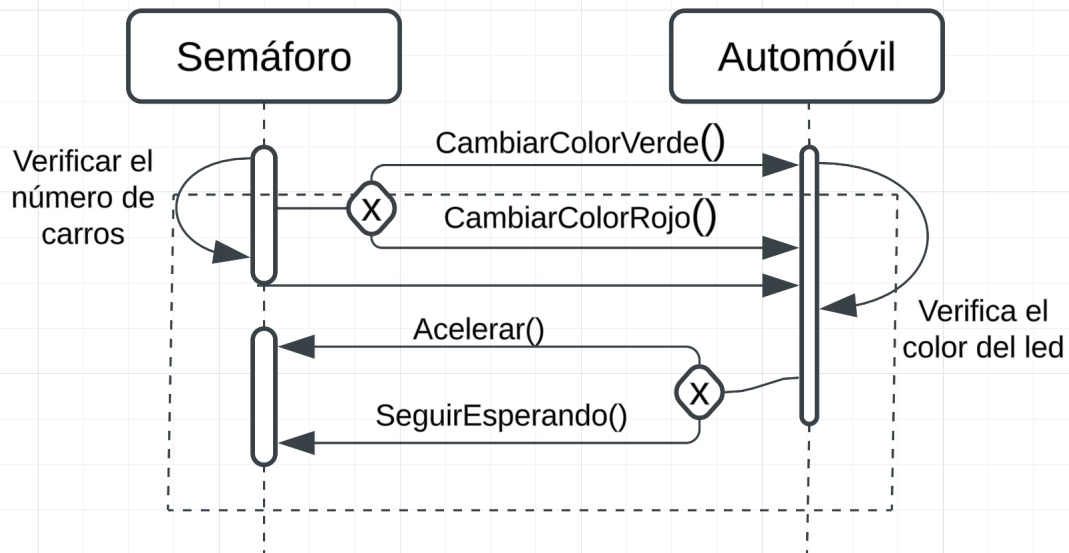 Semáforo
Automóvil
CambiarColorVerde()
Verificar el
número de
carros
X
CambiarColorRojo()
Verifica el
color del led
Acelerar()
X
SeguirEsperando()